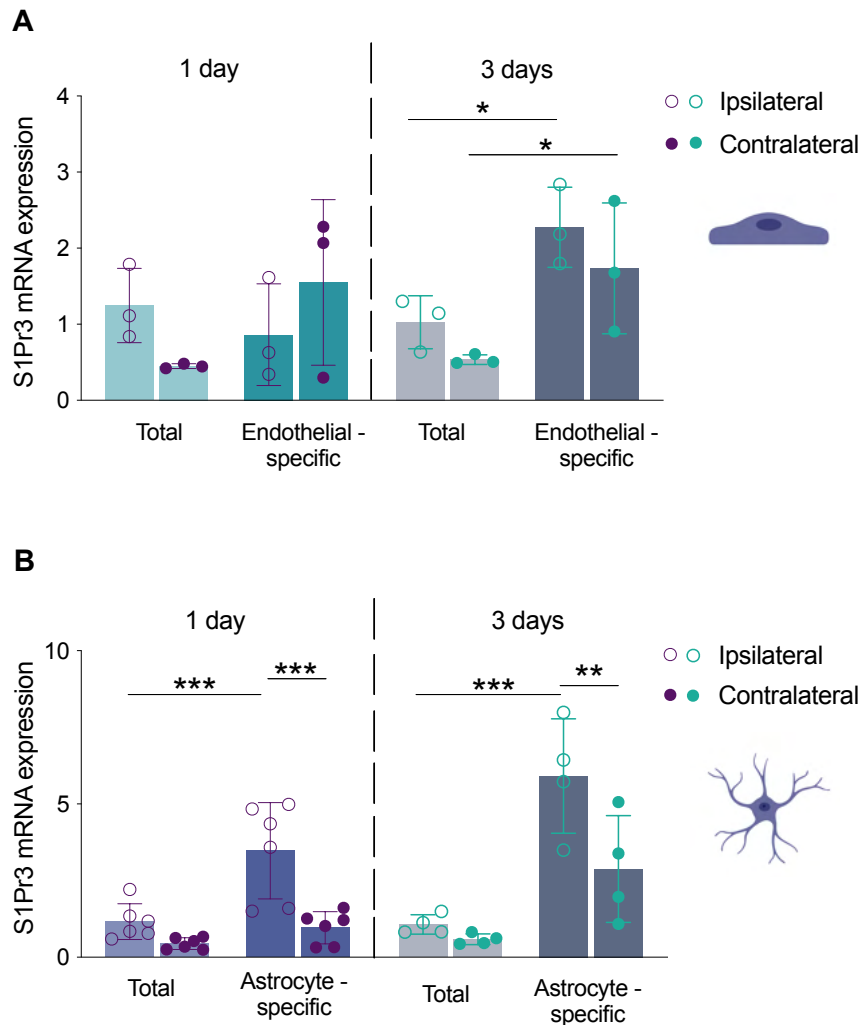 A
1 day
3 days
S1Pr3 mRNA expression
4
3
2
1
0
*
*
Ipsilateral
Contralateral
Total
Endothelial -
specific
Total
Endothelial -
specific
B
1 day
3 days
S1Pr3 mRNA expression
10
5
0
***
***
***
**
Ipsilateral
Contralateral
Total
Astrocyte -
specific
Total
Astrocyte -
specific